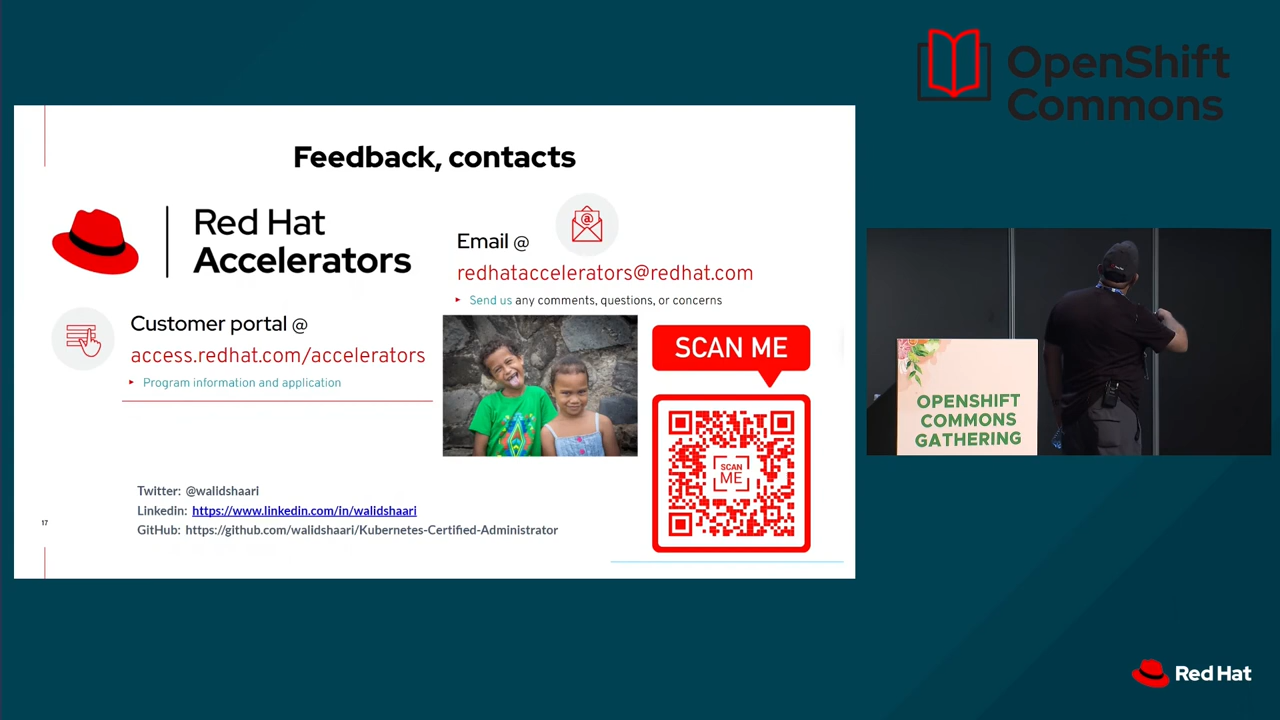 OpenShift
Commons
Feedback, contacts
Red Hat
Accelerators
Email @
redhataccelerators@redhat.com
Send us any comments, questions, or concerns
Customer portal @
access.redhat.com/accelerators
Program information and application
SCAN ME
SCAN
ME
Twitter: @walidshaari
Linkedin: https://www.linkedin.com/in/walidshaari
GitHub: https://github.com/walidshaari/Kubernetes-Certified-Administrator
17
OPENSHIFT
COMMONS
GATHERING
Red Hat